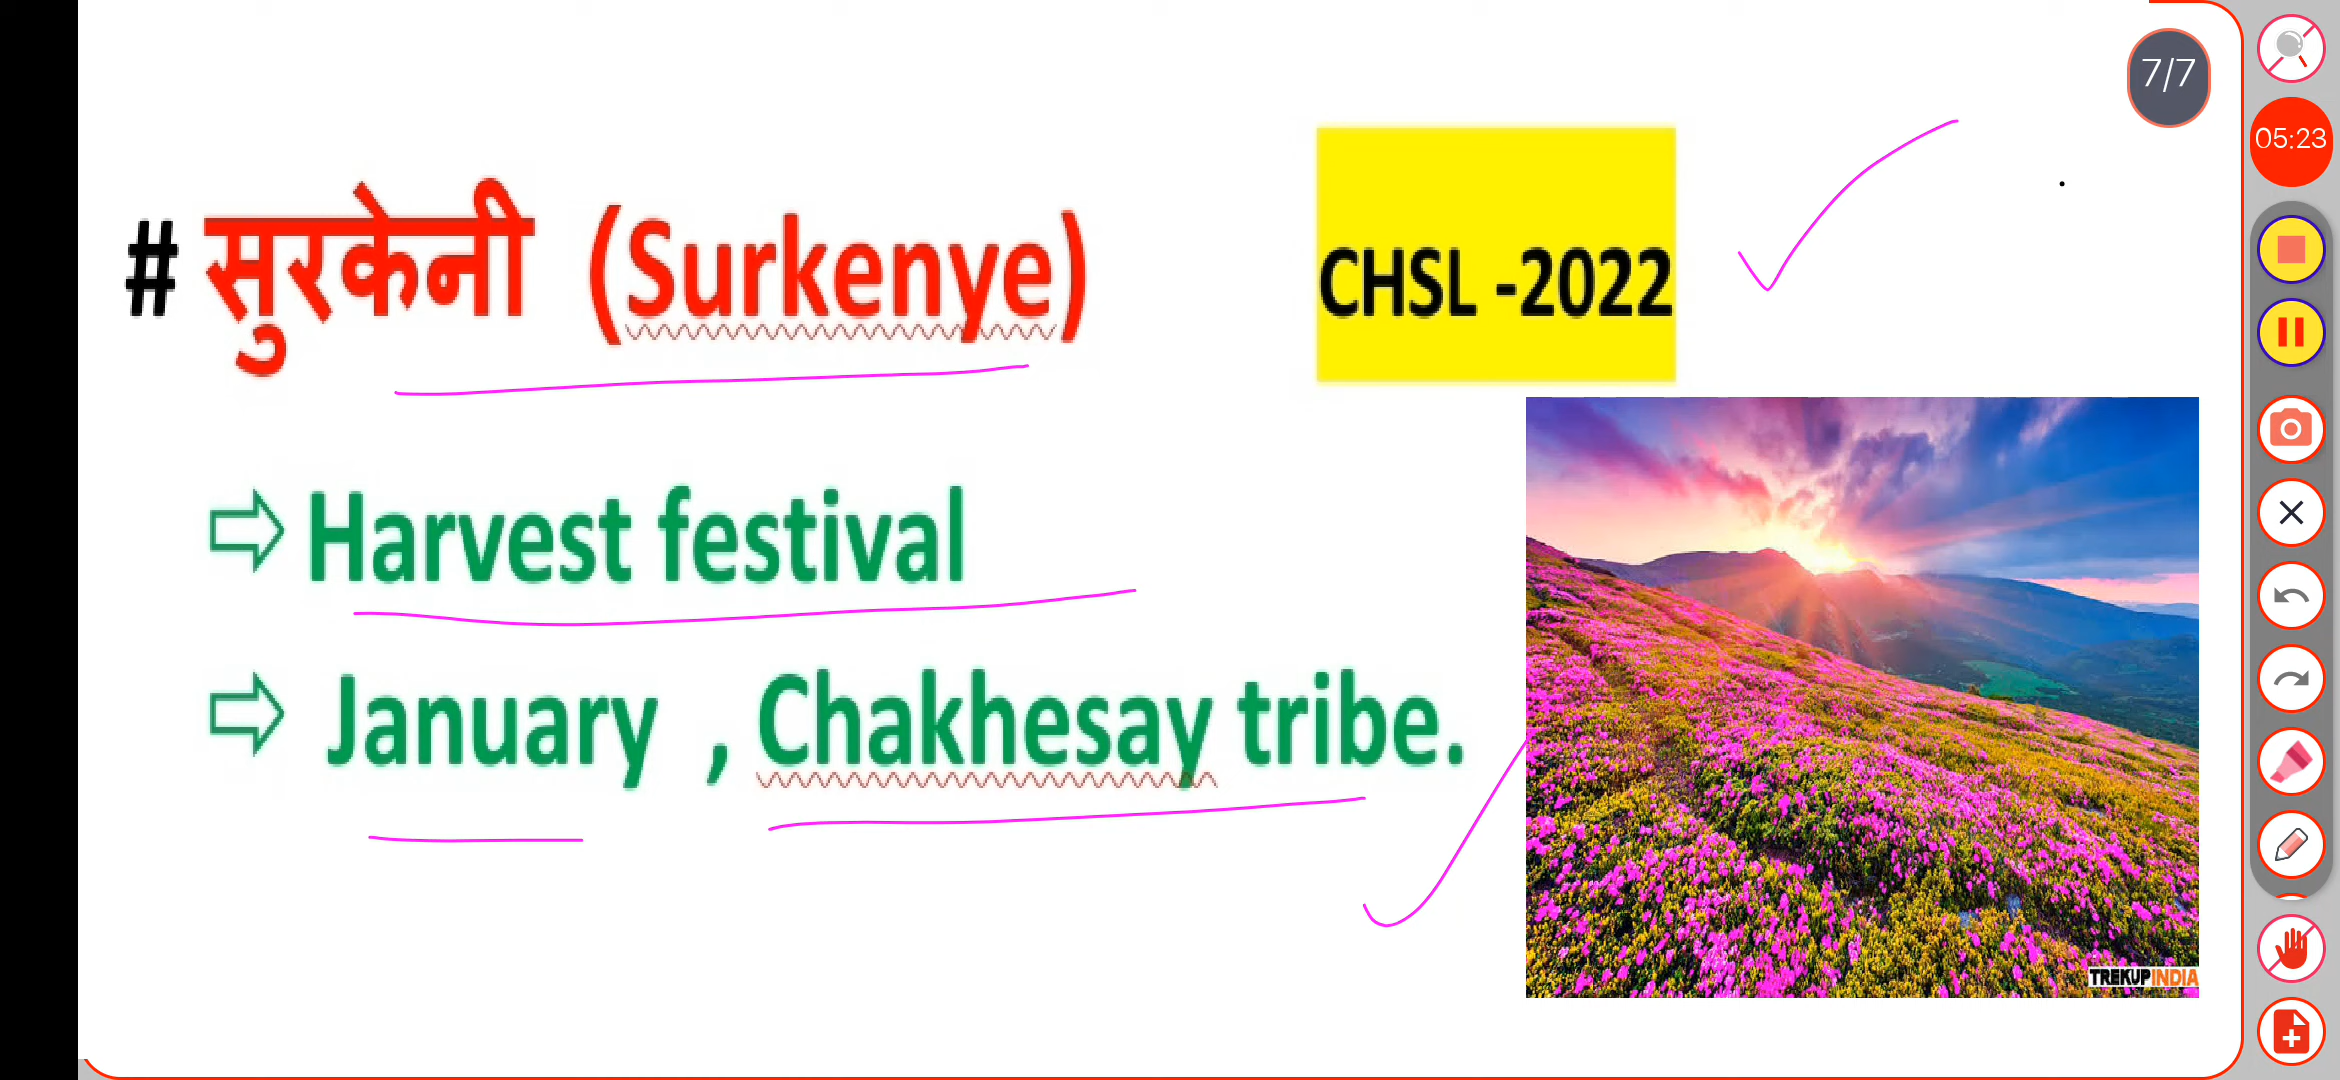 7/7
05:23
# सुरकेनी (Surkenye)
CHSL -2022
⇨ Harvest festival
⇨ January , Chakhesay tribe.
TREKUPINDIA